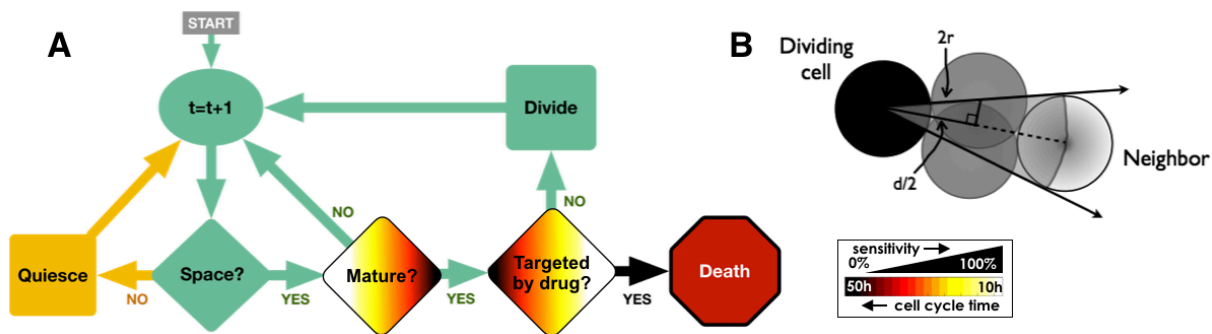 A
START
t=t+1
Divide
NO
NO
Quiesce
Space?
Mature?
Targeted
by drug?
Death
NO
YES
YES
YES
B
Dividing
cell
2r
Neighbor
d/2
sensitivity →
0% 100%
50h 10h
← cell cycle time